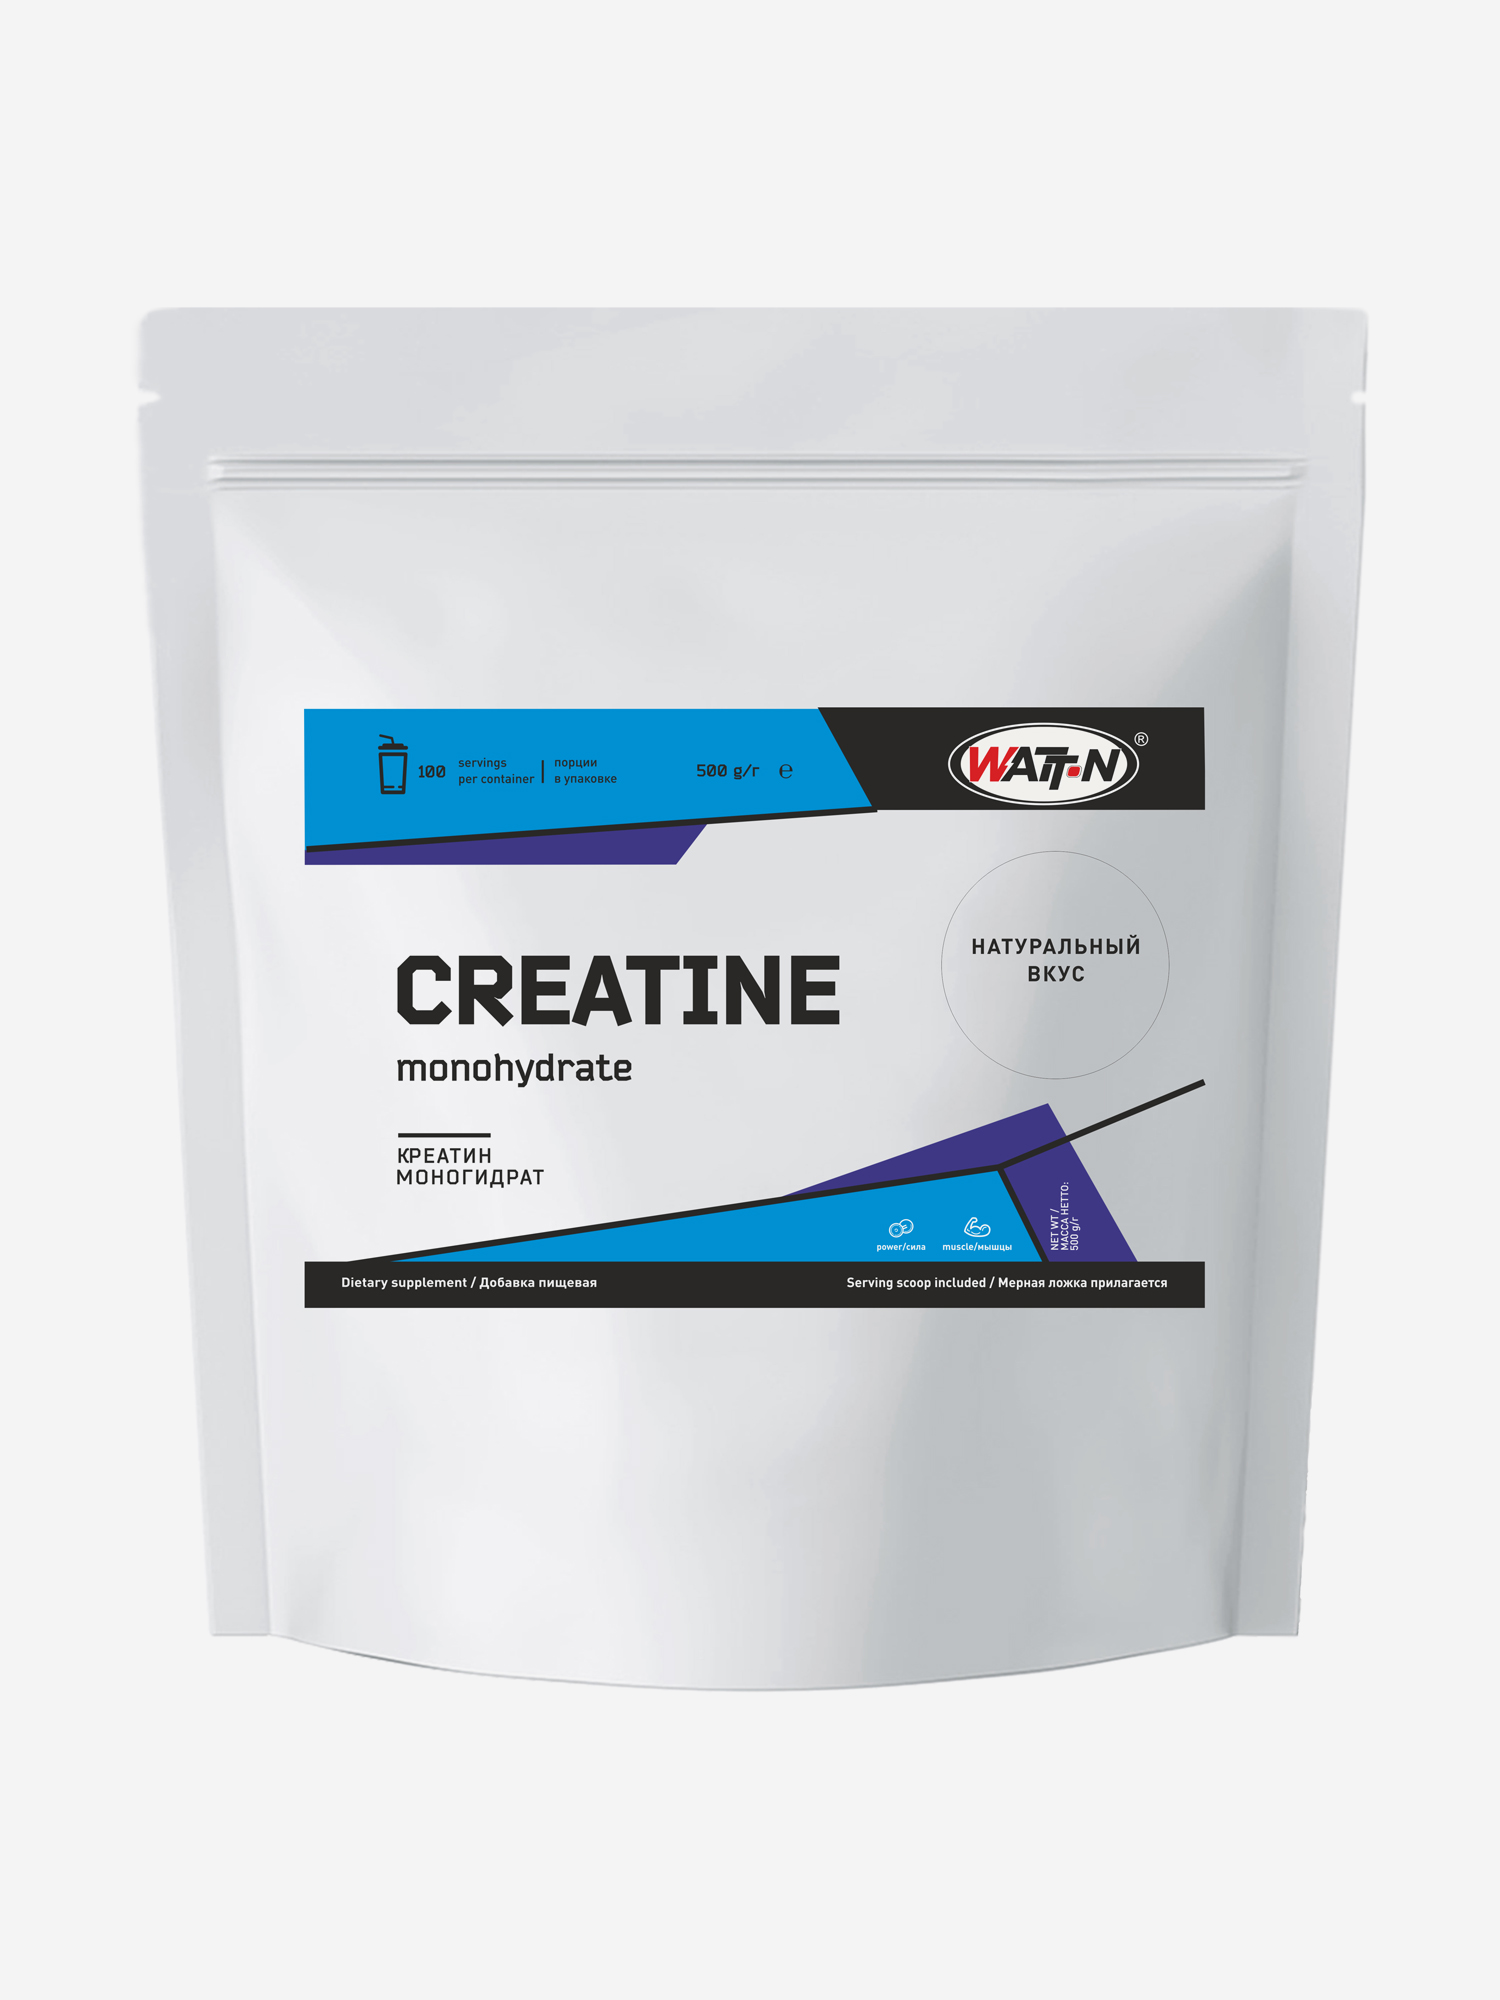 100
servings
per container
порции
в упаковке
500 g/г ℮
WATT-N®
НАТУРАЛЬНЫЙ
ВКУС
CREATINE
monohydrate
КРЕАТИН
МОНОГИДРАТ
power/сила
muscle/мышцы
NET WT /
МАССА НЕТТО:
500 g/г
Dietary supplement / Добавка пищевая
Serving scoop included / Мерная ложка прилагается